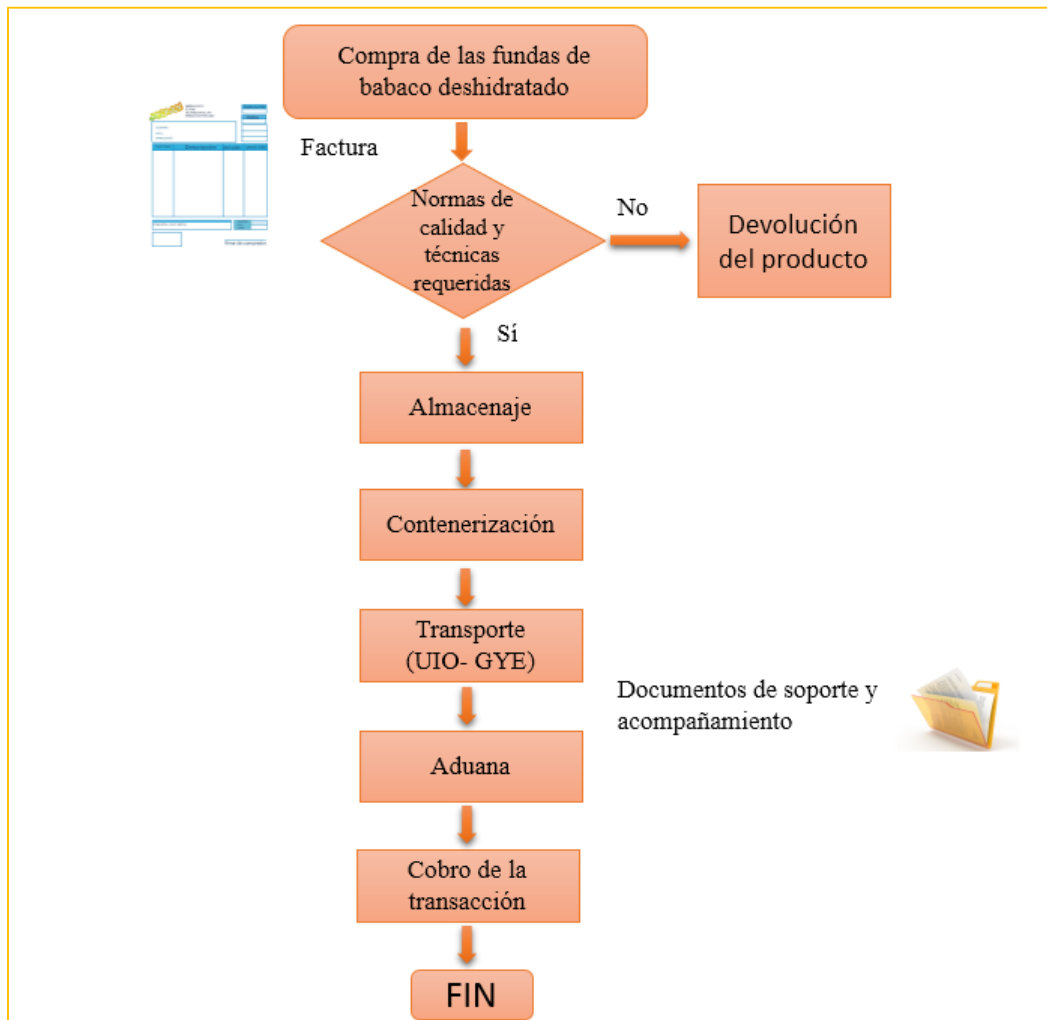 Compra de las fundas de
babaco deshidratado
Factura
Normas de
calidad y
técnicas
requeridas
No
Devolución
del producto
Sí
Almacenaje
Contenerización
Transporte
(UIO- GYE)
Documentos de soporte y
acompañamiento
Aduana
Cobro de la
transacción
FIN